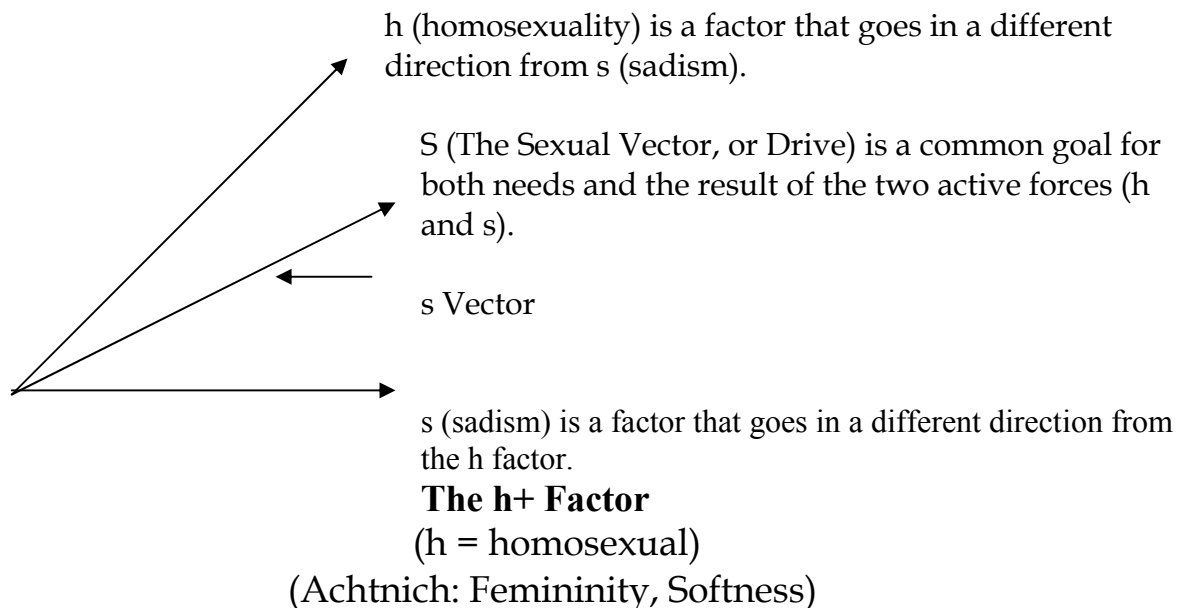 h (homosexuality) is a factor that goes in a different
direction from s (sadism).
S (The Sexual Vector, or Drive) is a common goal for
both needs and the result of the two active forces (h
and s).
s Vector
s (sadism) is a factor that goes in a different direction from
the h factor.
The h+ Factor
(h = homosexual)
(Achtnich: Femininity, Softness)